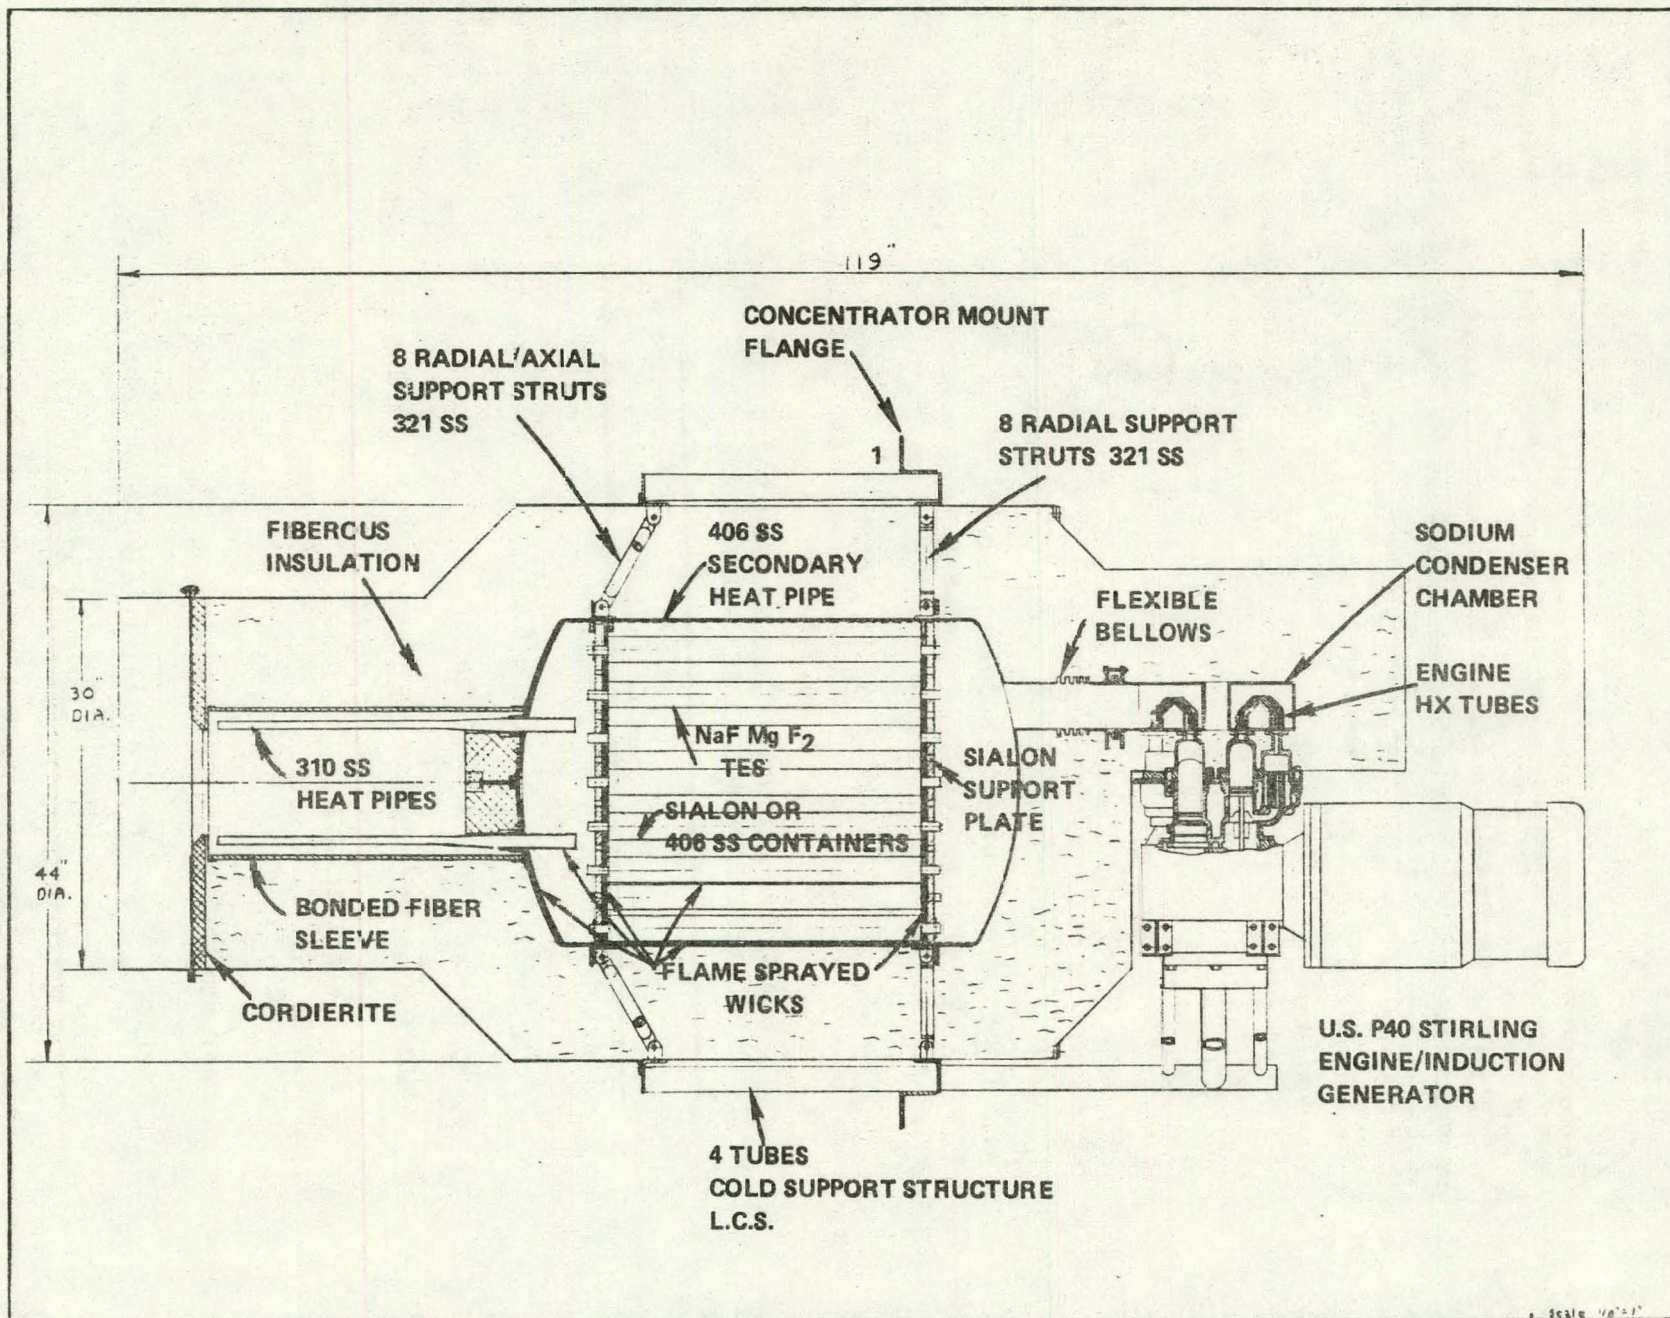 119"
CONCENTRATOR MOUNT
FLANGE
8 RADIAL/AXIAL
SUPPORT STRUTS
321 SS
8 RADIAL SUPPORT
STRUTS 321 SS
1
FIBERCUS
INSULATION
406 SS
SECONDARY
HEAT PIPE
SODIUM
CONDENSER
CHAMBER
FLEXIBLE
BELLOWS
ENGINE
HX TUBES
30"
DIA.
NaF Mg F2
TES
310 SS
HEAT PIPES
SIALON
SUPPORT
PLATE
SIALON OR
406 SS CONTAINERS
44"
DIA.
BONDED FIBER
SLEEVE
FLAME SPRAYED
WICKS
CORDIERITE
U.S. P40 STIRLING
ENGINE/INDUCTION
GENERATOR
4 TUBES
COLD SUPPORT STRUCTURE
L.C.S.
Scale